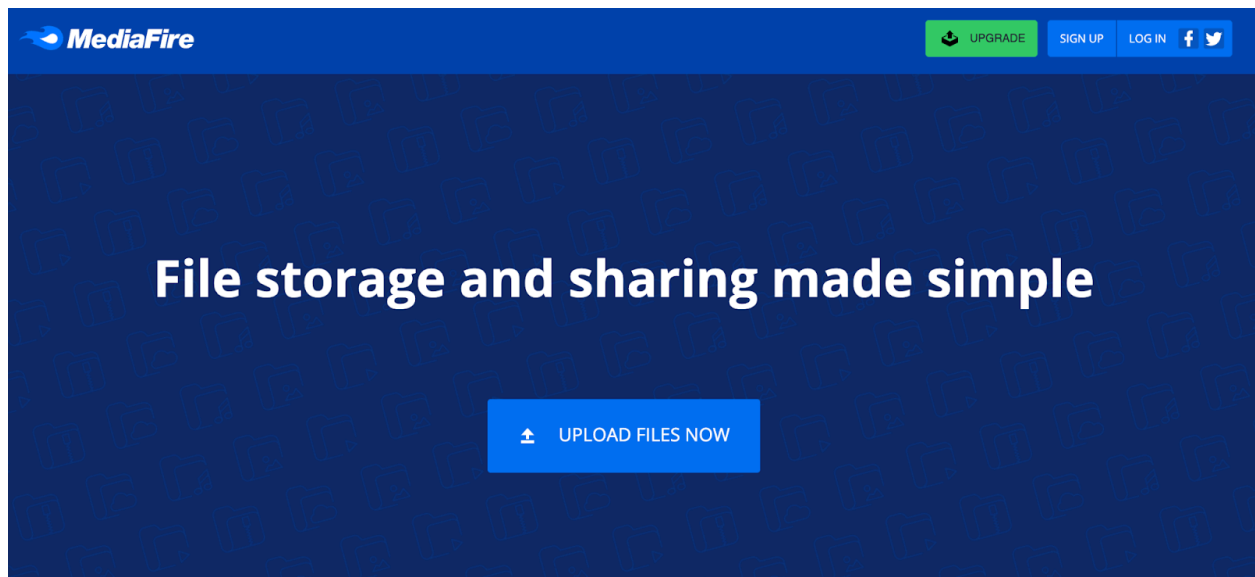 MediaFire
UPGRADE
SIGN UP
LOG IN
File storage and sharing made simple
UPLOAD FILES NOW